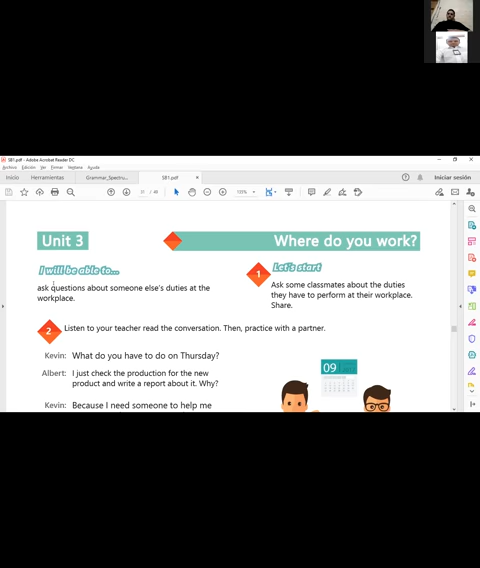 SB1.pdf - Adobe Acrobat Reader DC
Archivo Edición Ver Firmar Ventana Ayuda
Inicio Herramientas Grammar_Spectru... SB1.pdf × Iniciar sesión
31 / 48 135%
Unit 3 Where do you work?
I will be able to...
ask questions about someone else's duties at the
workplace.
1 Let's start
Ask some classmates about the duties
they have to perform at their workplace.
Share.
2 Listen to your teacher read the conversation. Then, practice with a partner.
Kevin: What do you have to do on Thursday?
Albert: I just check the production for the new
product and write a report about it. Why?
Kevin: Because I need someone to help me
09